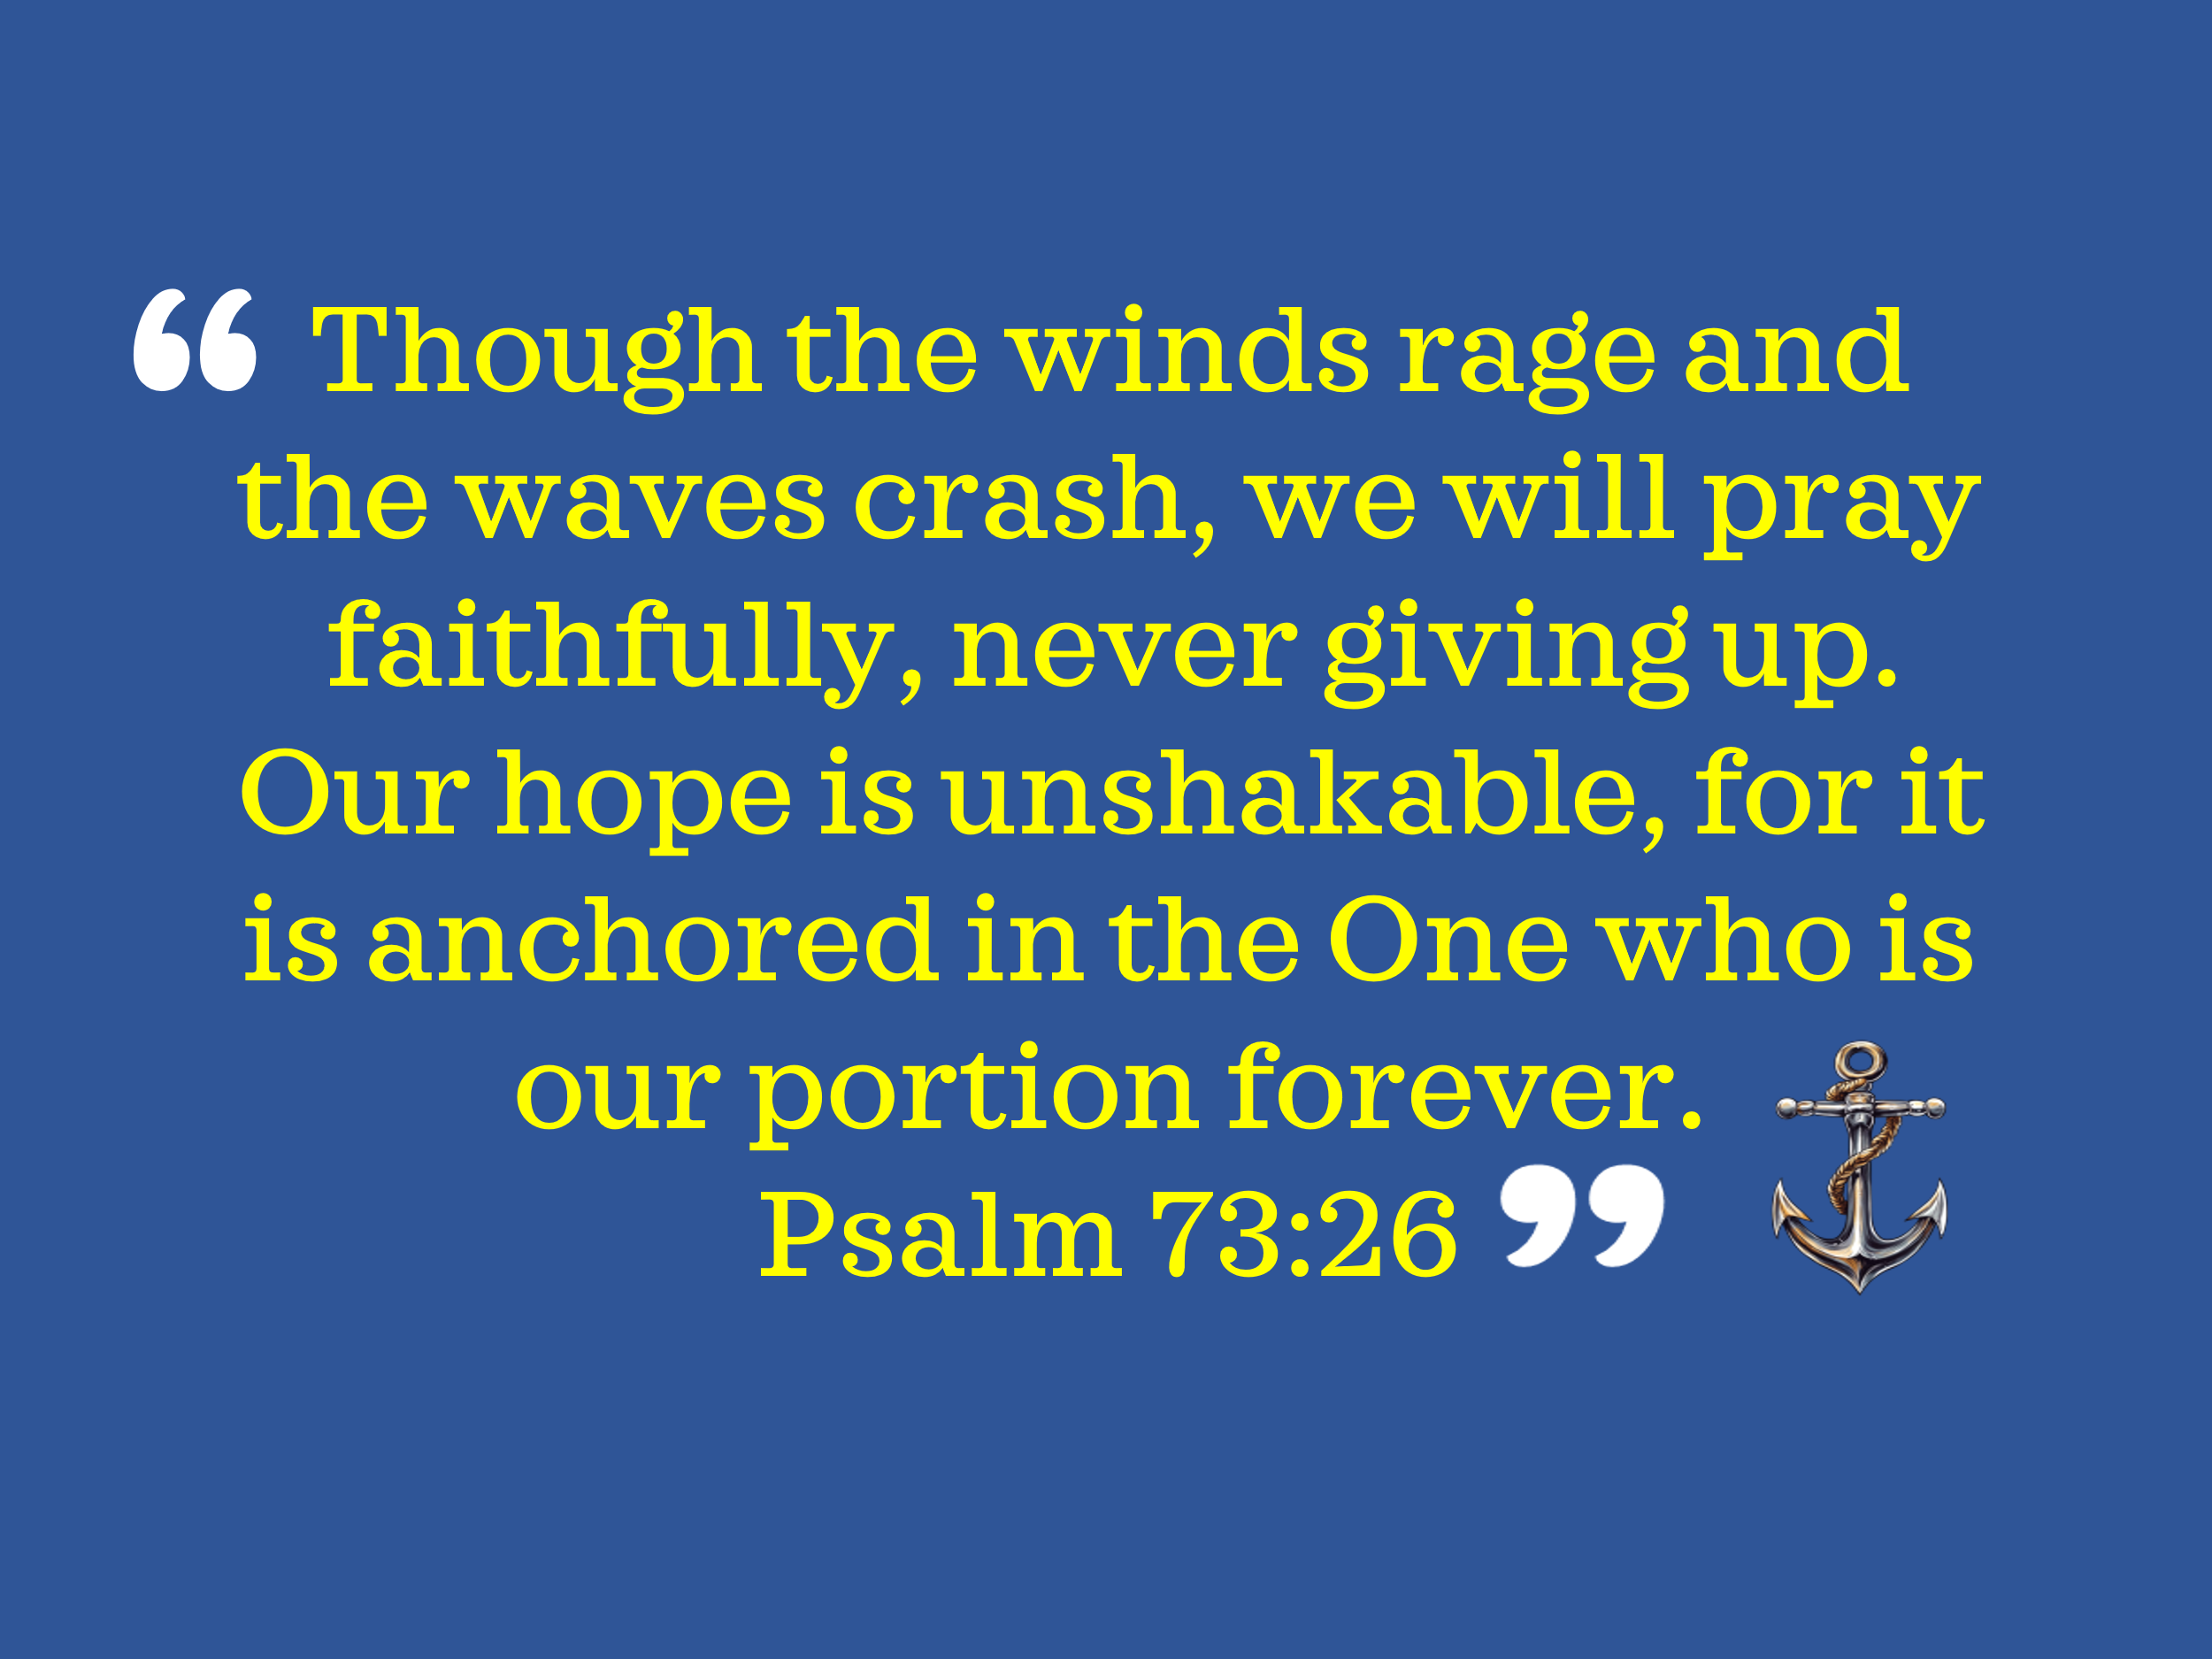 “ Though the winds rage and
the waves crash, we will pray
faithfully, never giving up.
Our hope is unshakable, for it
is anchored in the One who is
our portion forever.
Psalm 73:26 ”